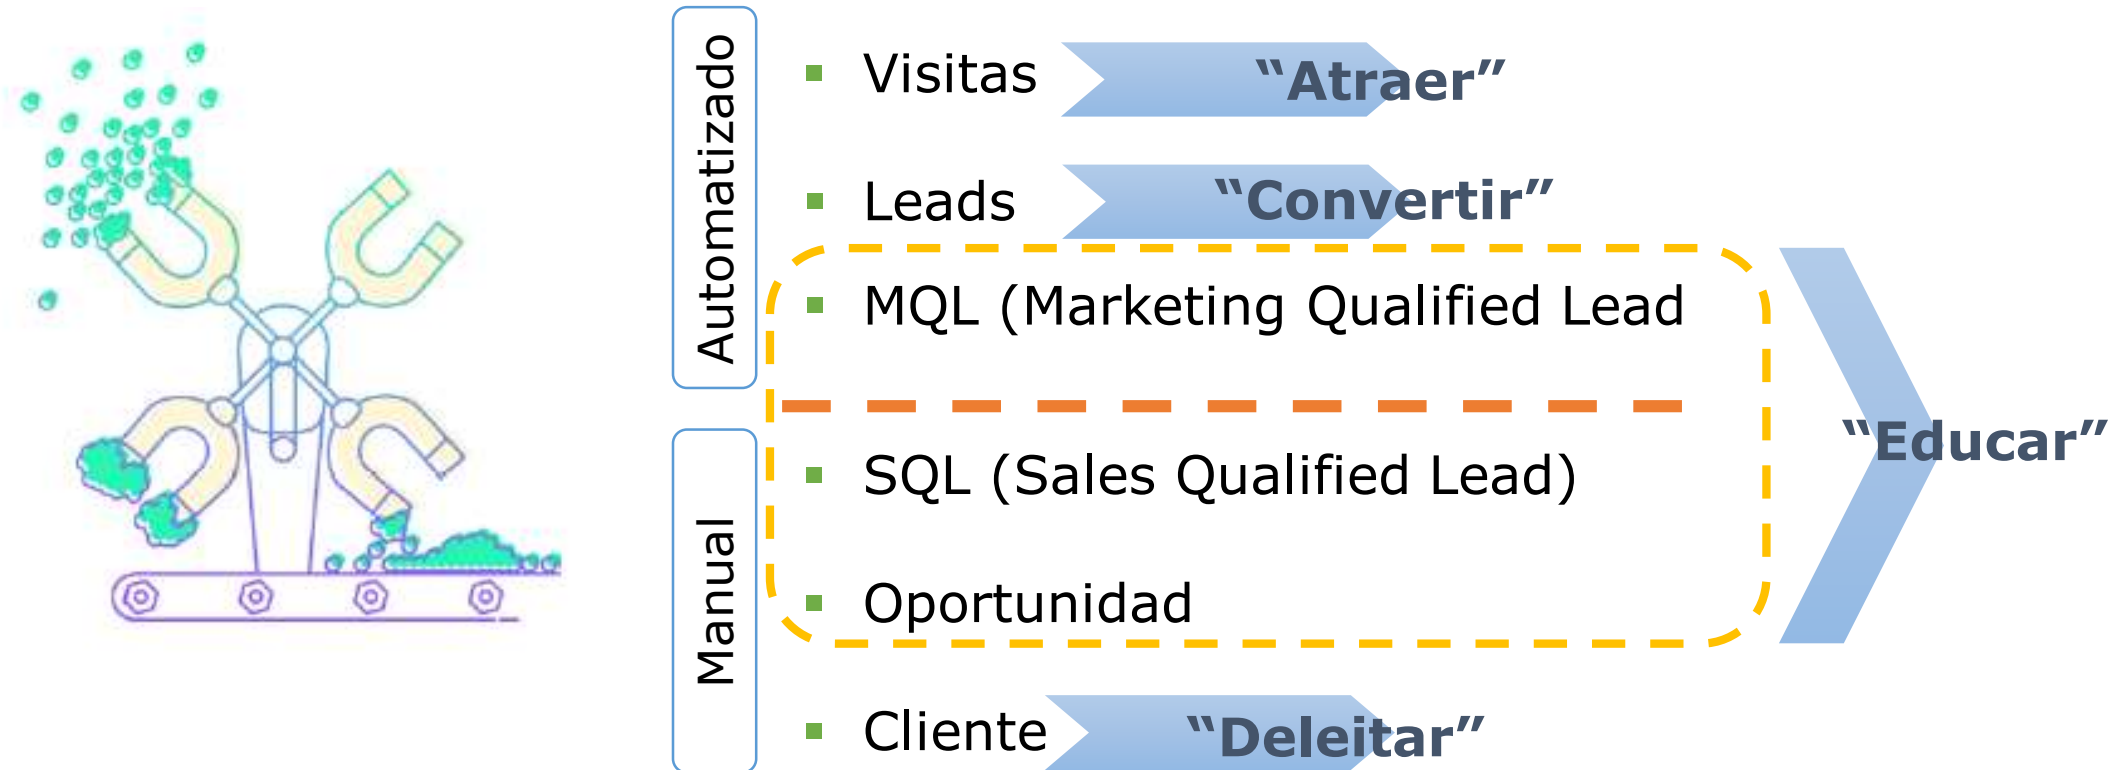 Automatizado
▪ Visitas
“Atraer”
▪ Leads
“Convertir”
▪ MQL (Marketing Qualified Lead
Manual
▪ SQL (Sales Qualified Lead)
▪ Oportunidad
“Educar”
▪ Cliente
“Deleitar”